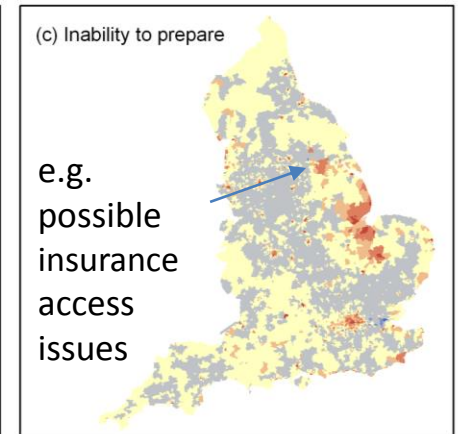 (c) Inability to prepare
e.g.
possible
insurance
access
issues